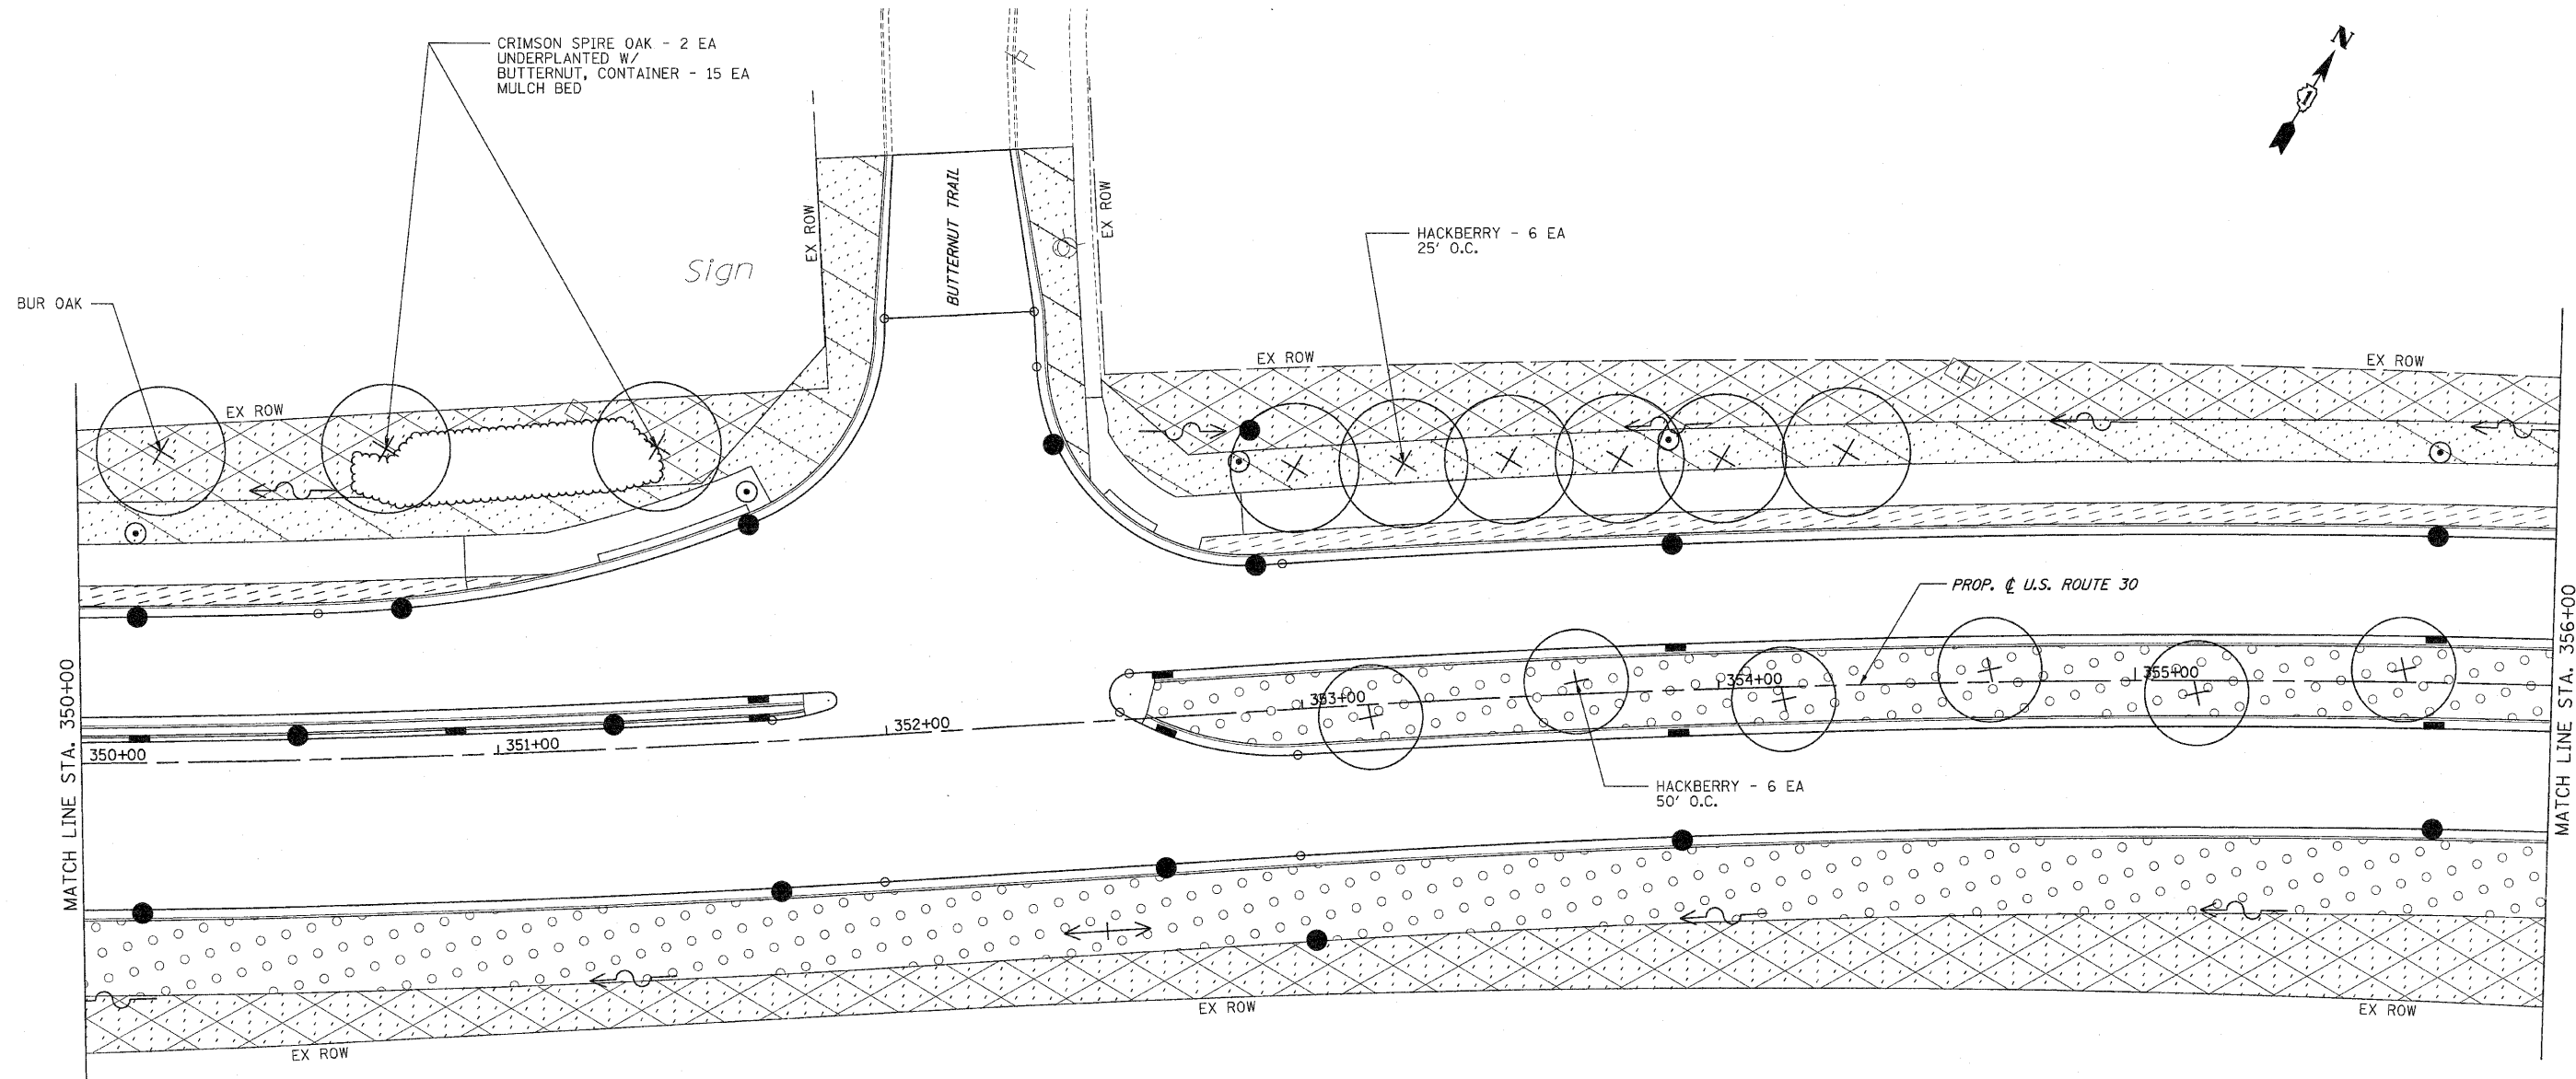 CRIMSON SPIRE OAK - 2 EA
UNDERPLANTED W/
BUTTERNUT, CONTAINER - 15 EA
MULCH BED
N
1
BUTTERNUT TRAIL
EX ROW
EX ROW
Sign
HACKBERRY - 6 EA
25' O.C.
BUR OAK
EX ROW
EX ROW
EX ROW
PROP. ℄ U.S. ROUTE 30
MATCH LINE STA. 350+00
350+00
351+00
352+00
353+00
354+00
355+00
MATCH LINE STA. 356+00
HACKBERRY - 6 EA
50' O.C.
EX ROW
EX ROW
EX ROW